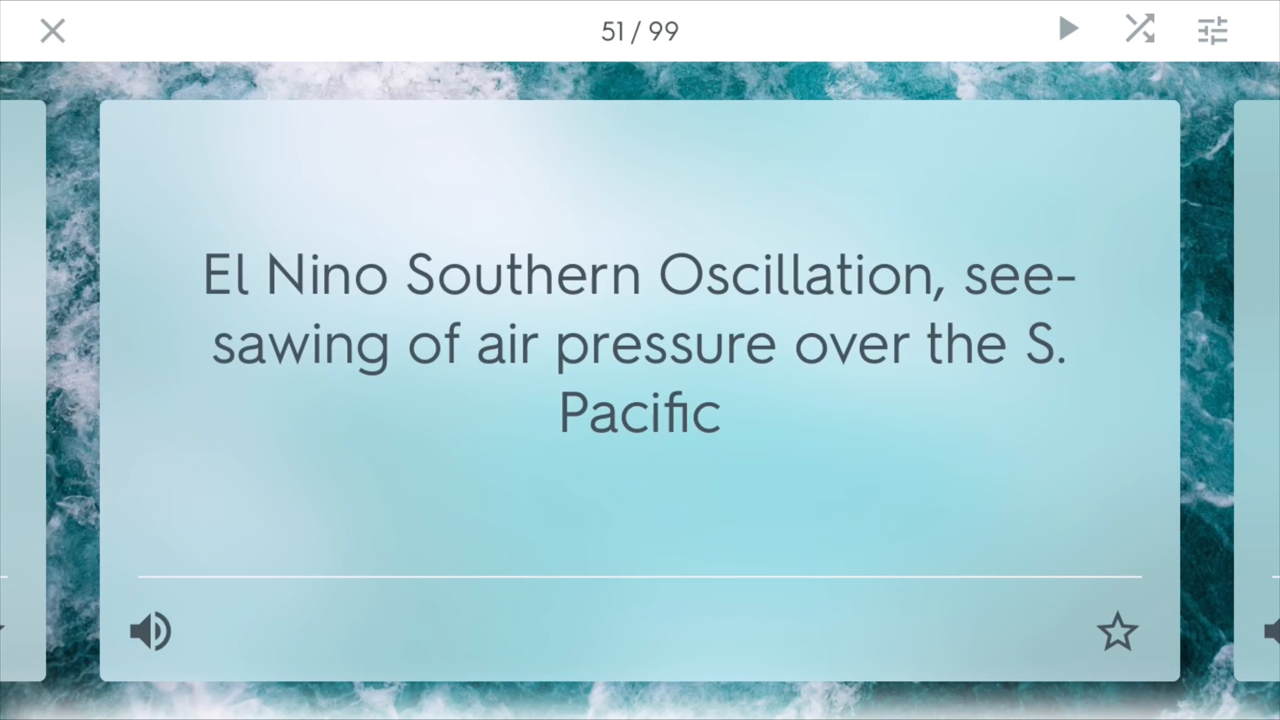 51 / 99
El Nino Southern Oscillation, see-
sawing of air pressure over the S.
Pacific